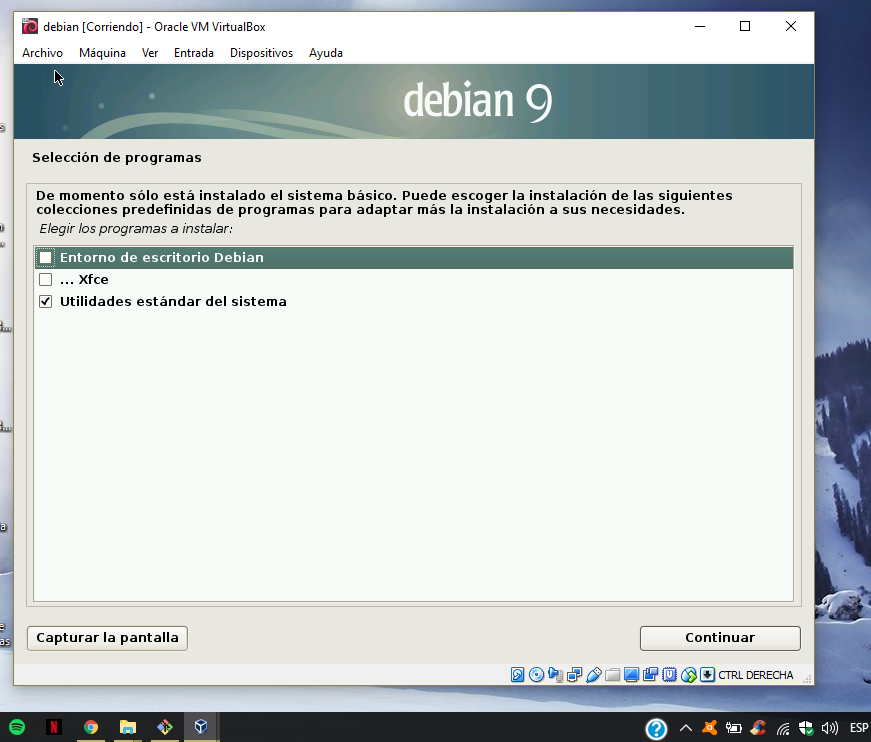 debian [Corriendo] - Oracle VM VirtualBox
Archivo Máquina Ver Entrada Dispositivos Ayuda
debian 9
Selección de programas
De momento sólo está instalado el sistema básico. Puede escoger la instalación de las siguientes
colecciones predefinidas de programas para adaptar más la instalación a sus necesidades.
Elegir los programas a instalar:
Entorno de escritorio Debian
... Xfce
Utilidades estándar del sistema
Capturar la pantalla
Continuar
CTRL DERECHA
ESP